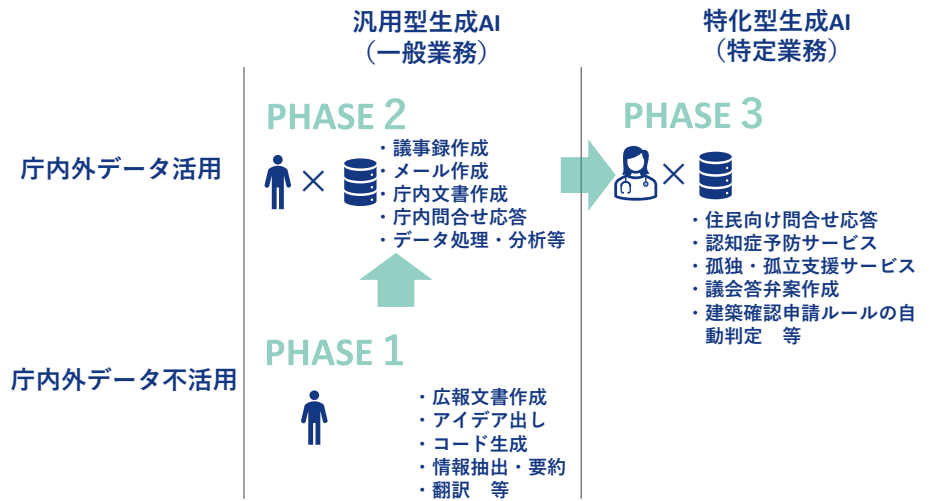 汎用型生成AI
（一般業務）
特化型生成AI
（特定業務）
庁内外データ活用
PHASE 2
×
・議事録作成
・メール作成
・庁内文書作成
・庁内問合せ応答
・データ処理・分析等
PHASE 3
×
・住民向け問合せ応答
・認知症予防サービス
・孤独・孤立支援サービス
・議会答弁案作成
・建築確認申請ルールの自
動判定　等
庁内外データ不活用
PHASE 1
・広報文書作成
・アイデア出し
・コード生成
・情報抽出・要約
・翻訳　等